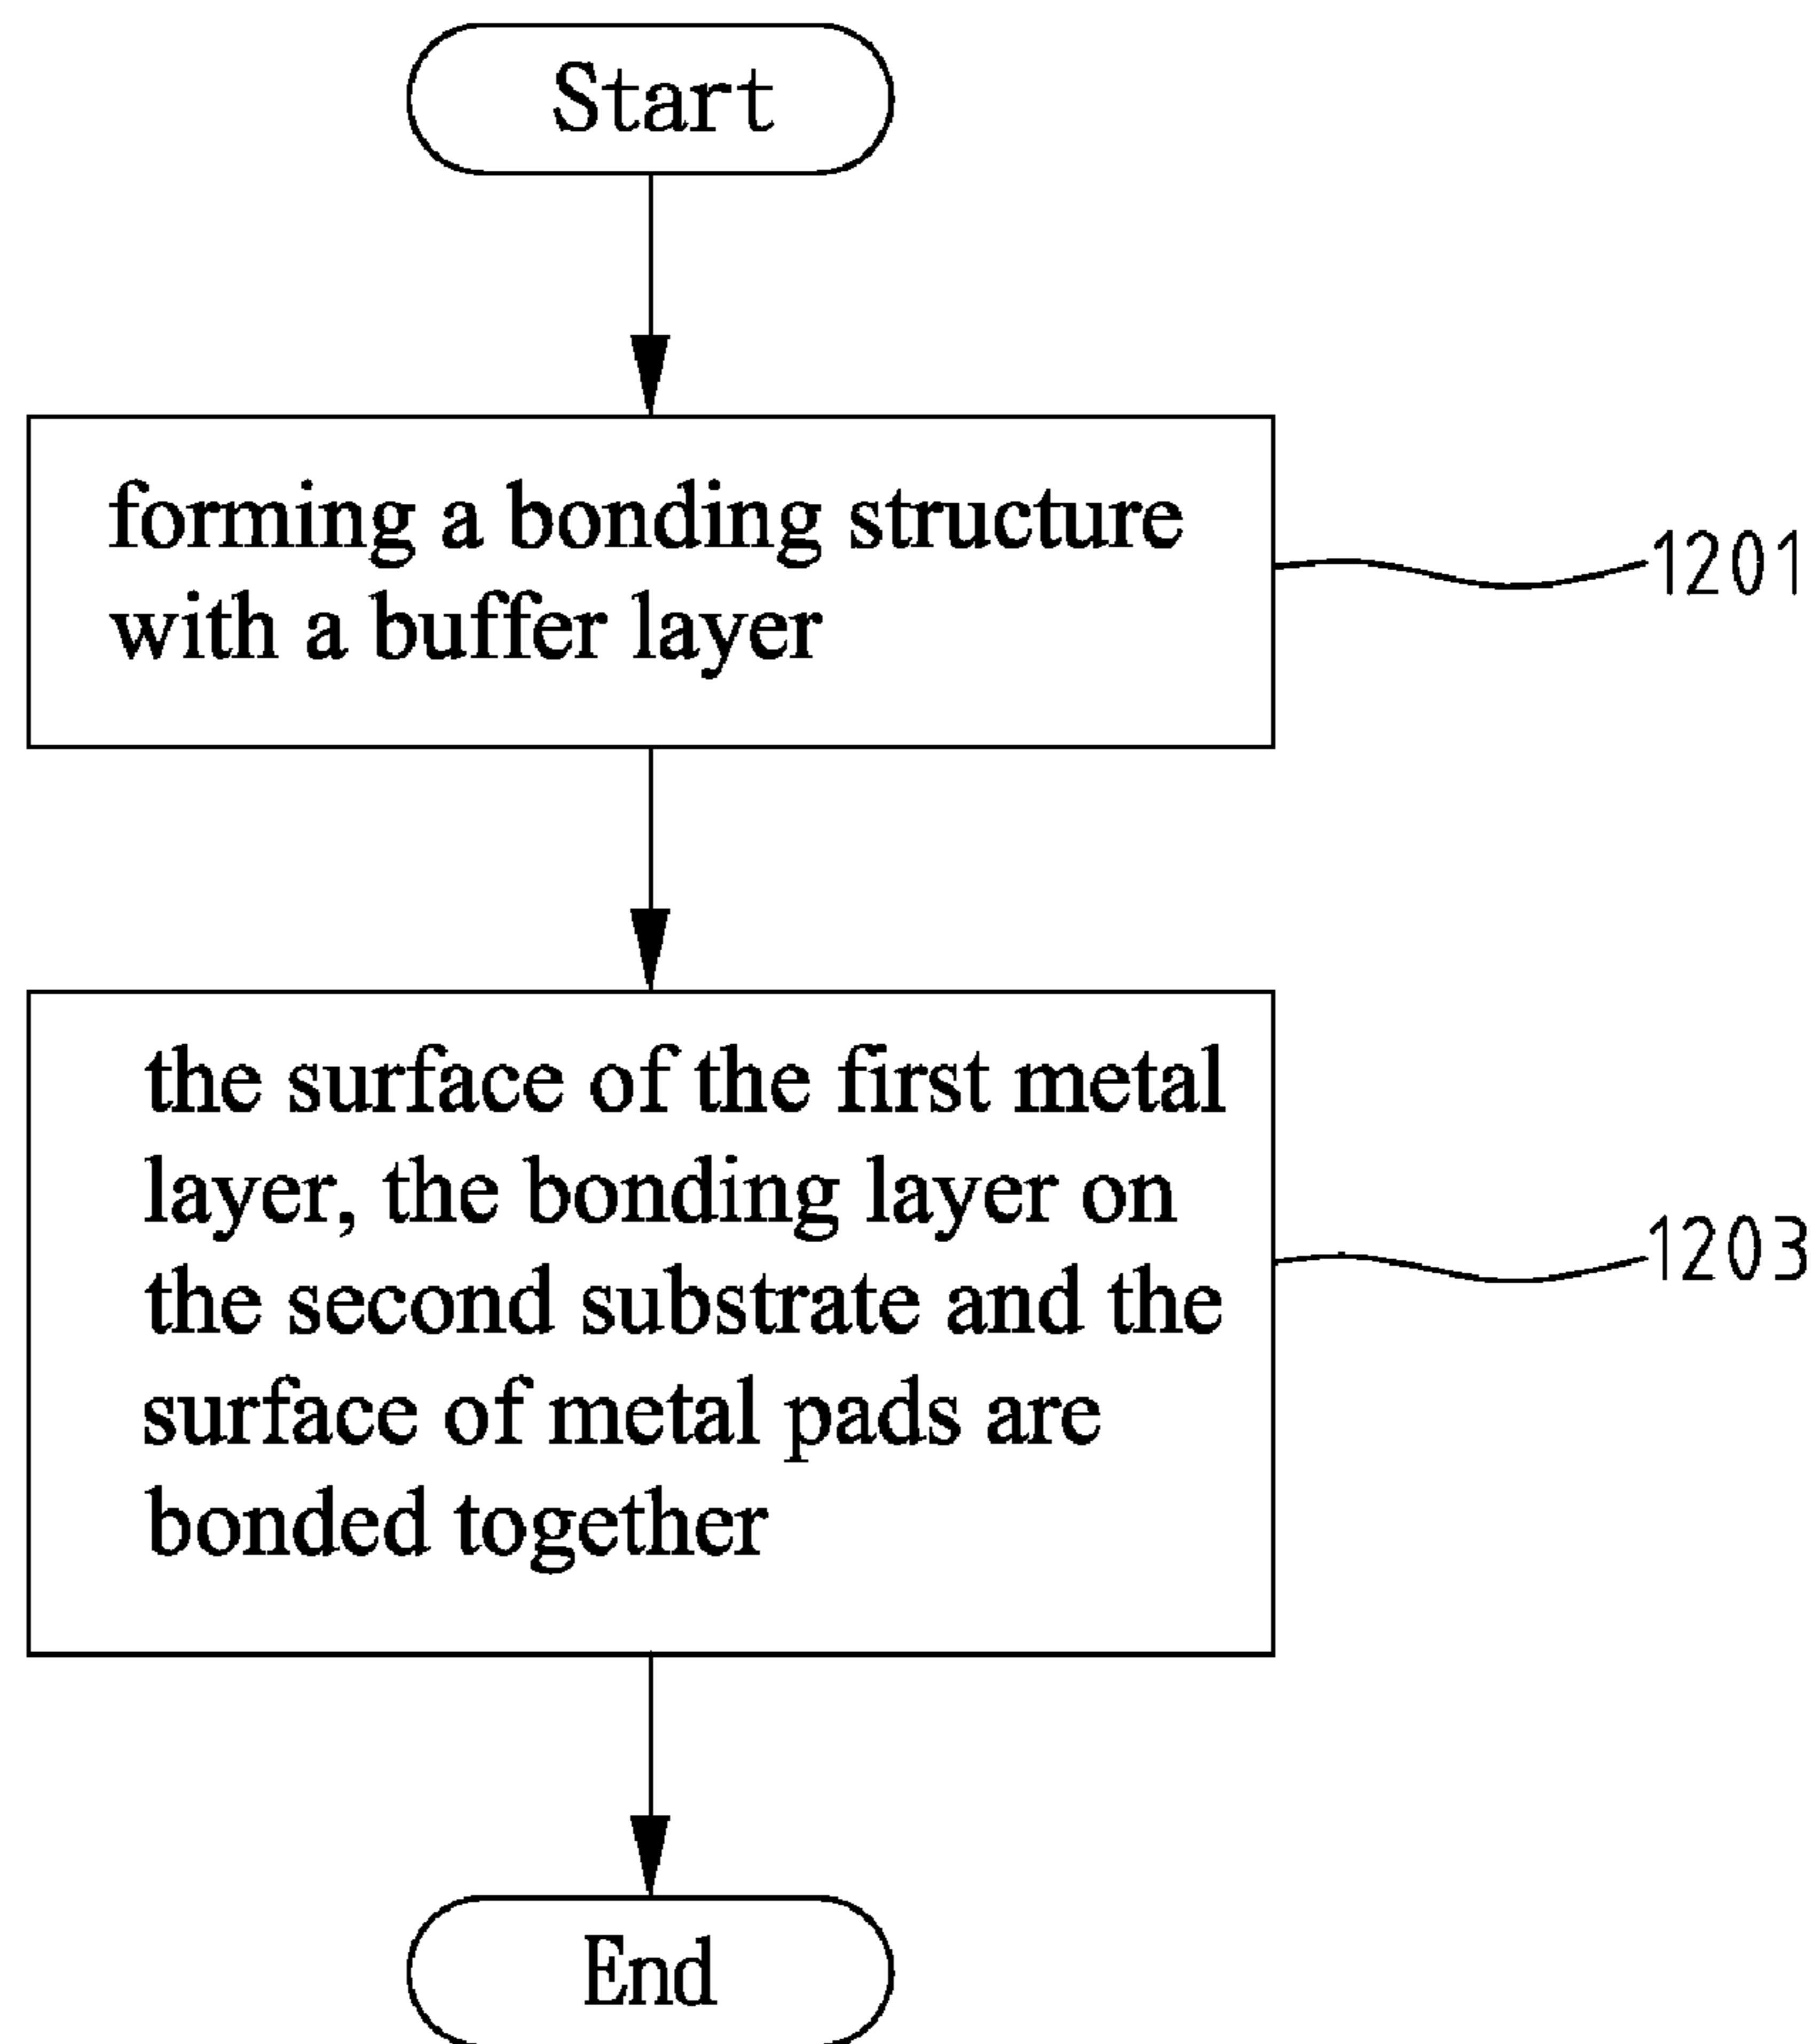 Start
forming a bonding structure
with a buffer layer
1201
the surface of the first metal
layer, the bonding layer on
the second substrate and the
surface of metal pads are
bonded together
1203
End